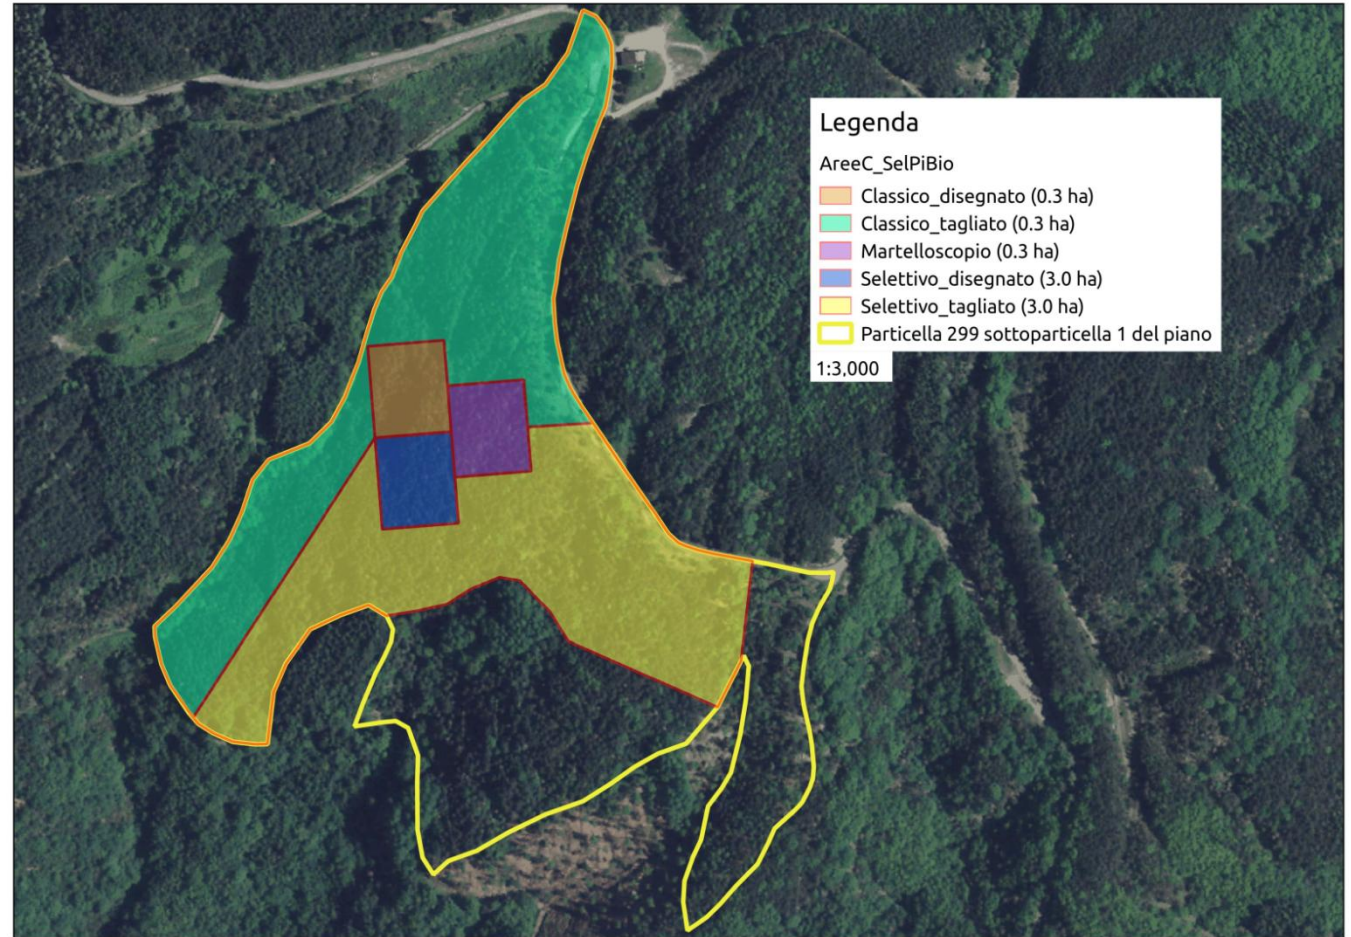 Legenda
AreeC_SelPiBio
Classico_disegnato (0.3 ha)
Classico_tagliato (0.3 ha)
Martelloscopio (0.3 ha)
Selettivo_disegnato (3.0 ha)
Selettivo_tagliato (3.0 ha)
Particella 299 sottoparticella 1 del piano
1:3,000